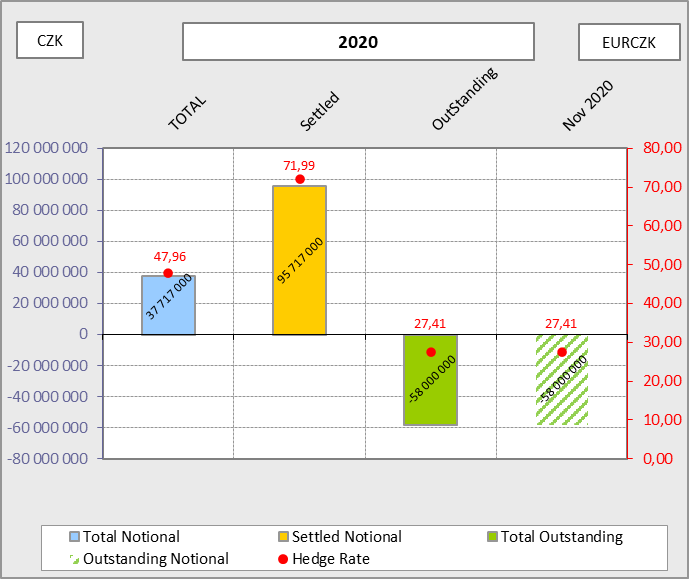 CZK
2020
EURCZK
TOTAL
Settled
OutStanding
Nov 2020
120 000 000
100 000 000
80 000 000
60 000 000
40 000 000
20 000 000
0
-20 000 000
-40 000 000
-60 000 000
-80 000 000
47,96
71,99
27,41
27,41
37 717 000
95 717 000
-58 000 000
-58 000 000
80,00
70,00
60,00
50,00
40,00
30,00
20,00
10,00
0,00
Total Notional
Settled Notional
Total Outstanding
Outstanding Notional
Hedge Rate